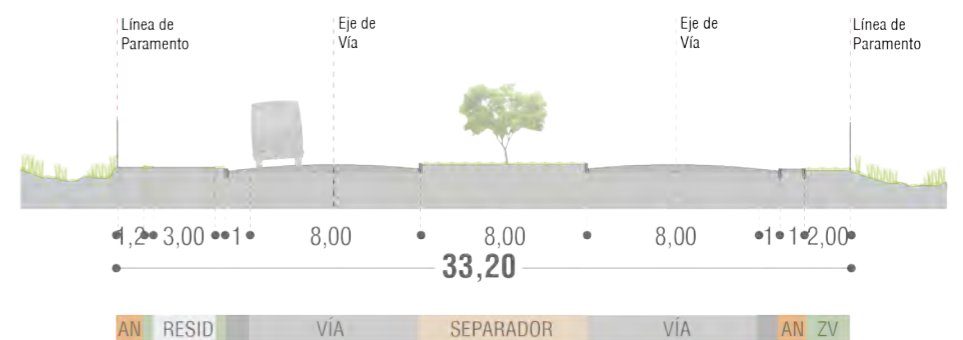 Línea de
Paramento
Eje de
Vía
Eje de
Vía
Línea de
Paramento
1,2 3,00 1 8,00 8,00 8,00 1 1 2,00
33,20
AN RESID VÍA SEPARADOR VÍA AN ZV